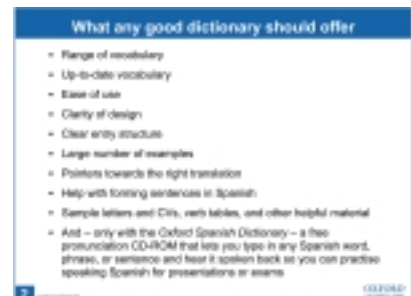 What any good dictionary should offer
• Range of vocabulary
• Up-to-date vocabulary
• Ease of use
• Clarity of design
• Clear entry structure
• Large number of examples
• Pointers towards the right translation
• Help with forming sentences in Spanish
• Sample letters and CVs, verb tables, and other helpful material
• And – only with the Oxford Spanish Dictionary – a free
pronunciation CD-ROM that lets you type in any Spanish word,
phrase, or sentence and hear it spoken back so you can practise
speaking Spanish for presentations or exams
OXFORD